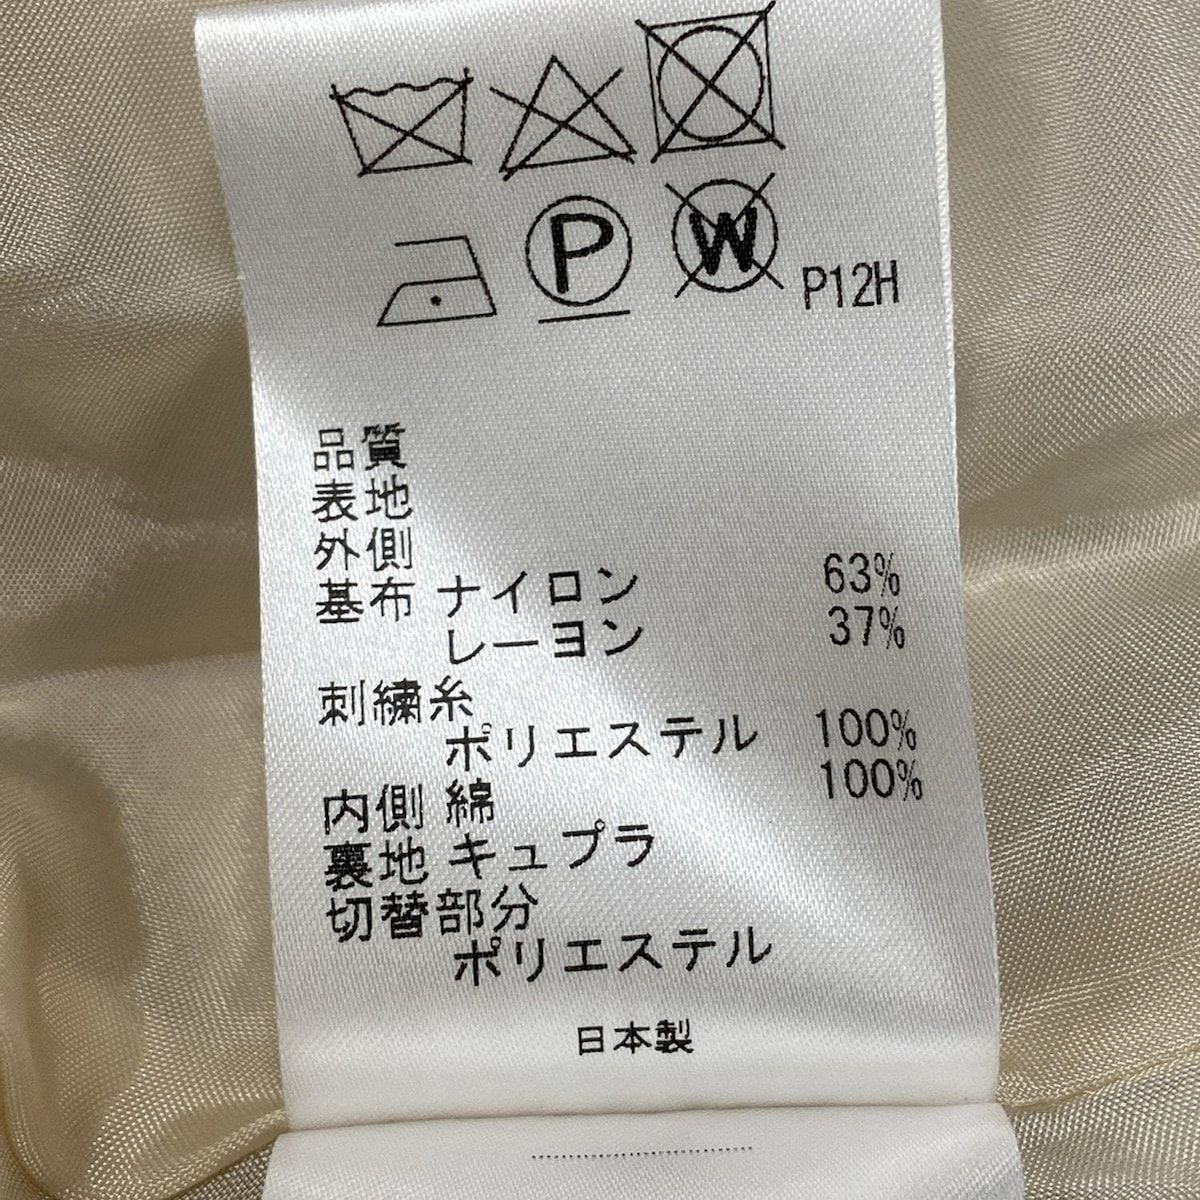 P W P12H
品質
表地
外側
基布 ナイロン 63%
レーヨン 37%
刺繍糸
ポリエステル 100%
内側 綿 100%
裏地 キュプラ
切替部分
ポリエステル
日本製